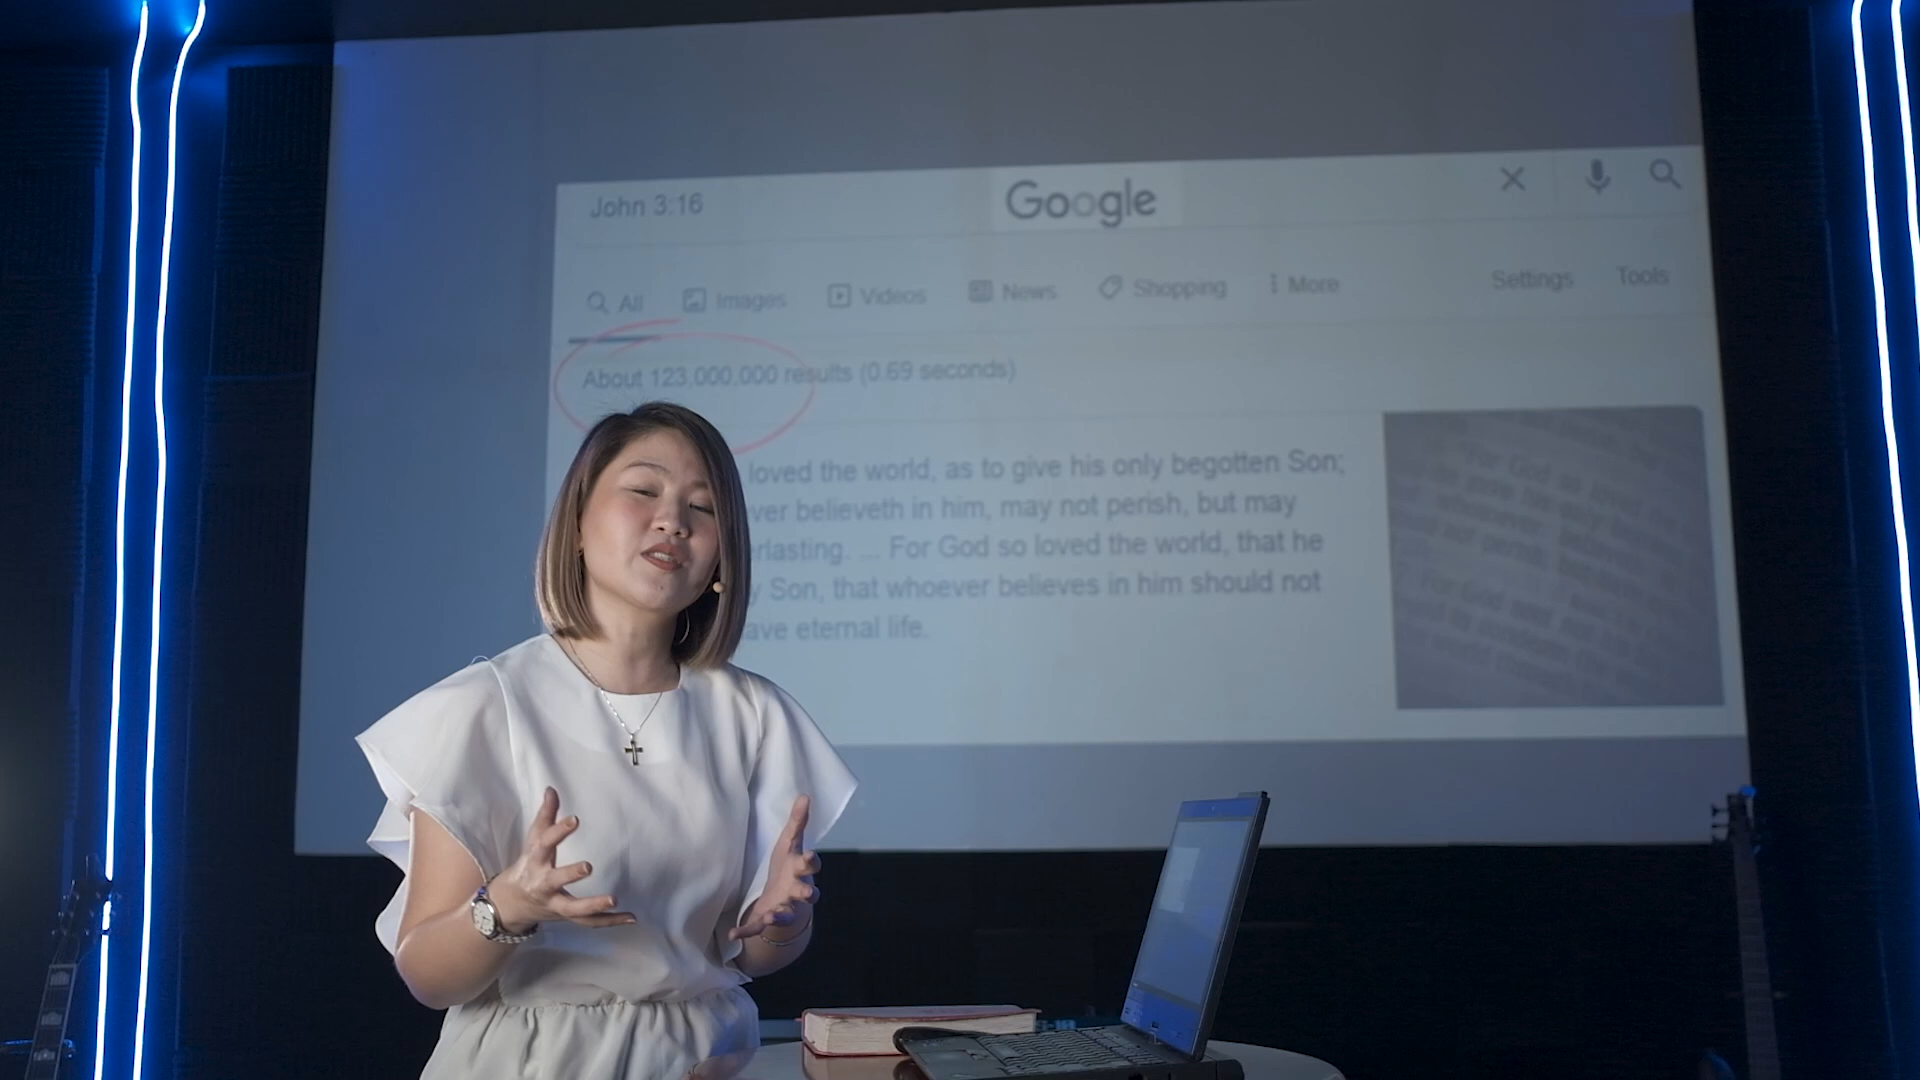 John 3:16
Google
All Images Videos News Shopping More Settings Tools
About 123,000,000 results (0.69 seconds)
loved the world, as to give his only begotten Son;
ver believeth in him, may not perish, but may
rlasting. ... For God so loved the world, that he
y Son, that whoever believes in him should not
ave eternal life.